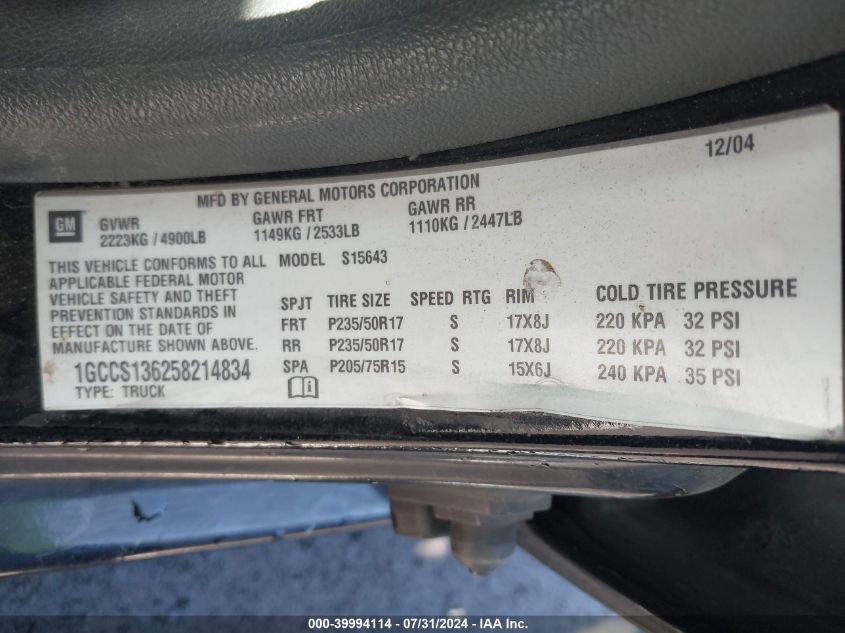 12/04
MFD BY GENERAL MOTORS CORPORATION
GM
GVWR GAWR FRT GAWR RR
2223KG / 4900LB 1149KG / 2533LB 1110KG / 2447LB
THIS VEHICLE CONFORMS TO ALL
APPLICABLE FEDERAL MOTOR
VEHICLE SAFETY AND THEFT
PREVENTION STANDARDS IN
EFFECT ON THE DATE OF
MANUFACTURE SHOWN ABOVE.
1GCCS136258214834
TYPE: TRUCK
MODEL S15643
SPJT TIRE SIZE SPEED RTG RIM COLD TIRE PRESSURE
FRT P235/50R17 S 17X8J 220 KPA 32 PSI
RR P235/50R17 S 17X8J 220 KPA 32 PSI
SPA P205/75R15 S 15X6J 240 KPA 35 PSI
000-39994114 / 07/31/2024 - IAA Inc.